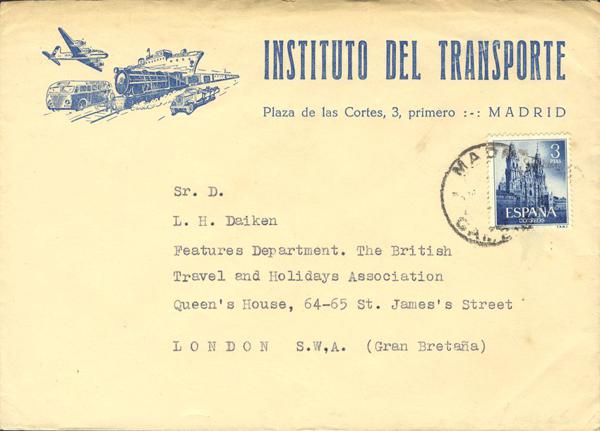 INSTITUTO DEL TRANSPORTE
Plaza de las Cortes, 3, primero :-: MADRID
3
PTAS
ESPAÑA
CORREOS
Sr. D.
L. H. Daiken
Features Department. The British
Travel and Holidays Association
Queen's House, 64-65 St. James's Street
LONDON S.W,A. (Gran Bretaña)